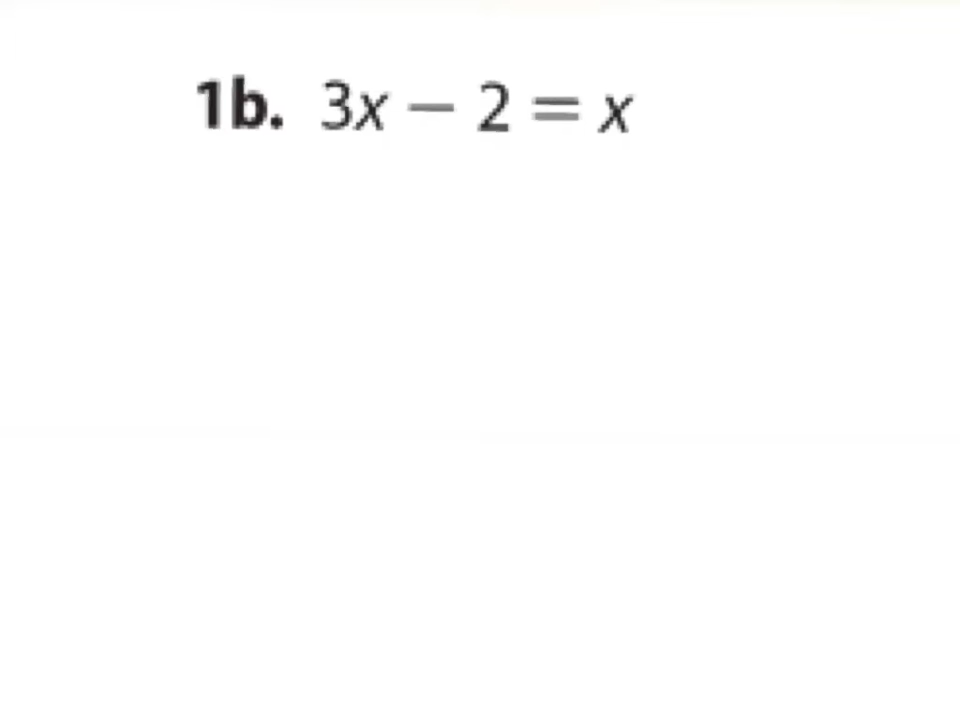 1b. 3x − 2 = x